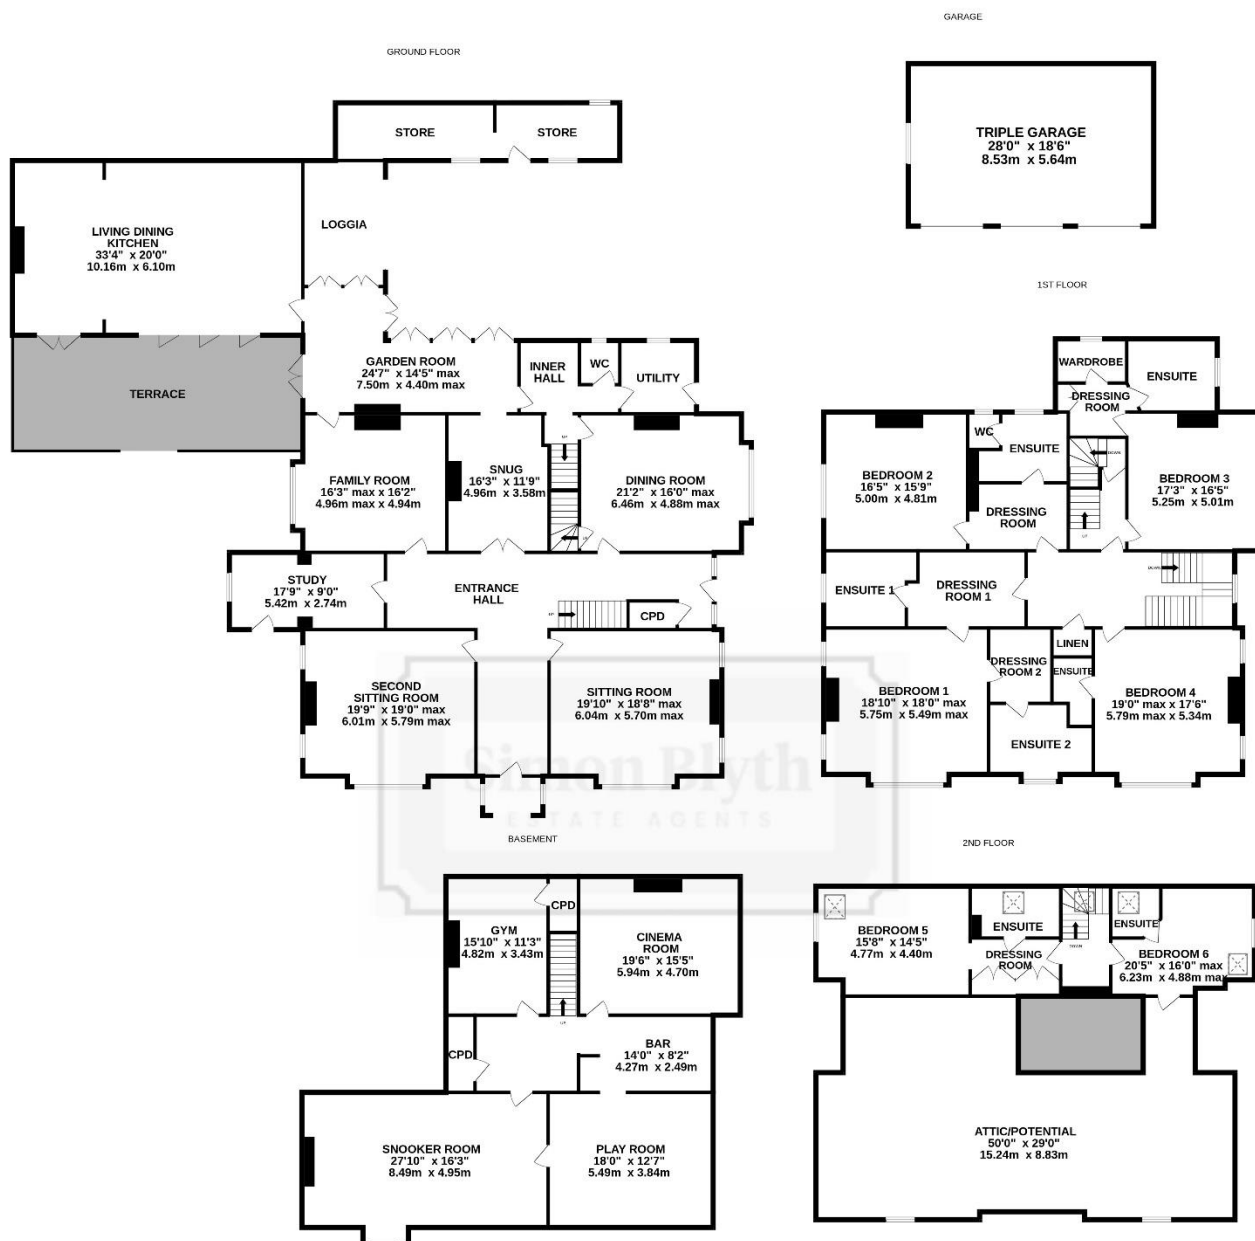 GARAGE
GROUND FLOOR
TRIPLE GARAGE
28'0" x 18'6"
8.53m x 5.64m
STORE
STORE
LOGGIA
LIVING DINING
KITCHEN
33'4" x 20'0"
10.16m x 6.10m
GARDEN ROOM
24'7" x 14'5" max
7.50m x 4.40m max
INNER
HALL
WC
UTILITY
TERRACE
FAMILY ROOM
16'3" max x 16'2"
4.96m max x 4.94m
SNUG
16'3" x 11'9"
4.96m x 3.58m
UP
DINING ROOM
21'2" x 16'0" max
6.46m x 4.88m max
UP
STUDY
17'9" x 9'0"
5.42m x 2.74m
ENTRANCE
HALL
UP
CPD
SECOND
SITTING ROOM
19'9" x 19'0" max
6.01m x 5.79m max
SITTING ROOM
19'10" x 18'8" max
6.04m x 5.70m max
1ST FLOOR
WARDROBE
ENSUITE
DRESSING
ROOM
WC
ENSUITE
DOWN
BEDROOM 2
16'5" x 15'9"
5.00m x 4.81m
BEDROOM 3
17'3" x 16'5"
5.25m x 5.01m
DRESSING
ROOM
UP
ENSUITE 1
DRESSING
ROOM 1
DOWN
LINEN
DRESSING
ROOM 2
ENSUITE
BEDROOM 1
18'10" x 18'0" max
5.75m x 5.49m max
BEDROOM 4
19'0" max x 17'6"
5.79m max x 5.34m
ENSUITE 2
Simon Blyth
ESTATE AGENTS
BASEMENT
GYM
15'10" x 11'3"
4.82m x 3.43m
CPD
CINEMA
ROOM
19'6" x 15'5"
5.94m x 4.70m
UP
CPD
BAR
14'0" x 8'2"
4.27m x 2.49m
SNOOKER ROOM
27'10" x 16'3"
8.49m x 4.95m
PLAY ROOM
18'0" x 12'7"
5.49m x 3.84m
2ND FLOOR
BEDROOM 5
15'8" x 14'5"
4.77m x 4.40m
ENSUITE
DRESSING
ROOM
DOWN
ENSUITE
BEDROOM 6
20'5" x 16'0" max
6.23m x 4.88m max
ATTIC/POTENTIAL
50'0" x 29'0"
15.24m x 8.83m